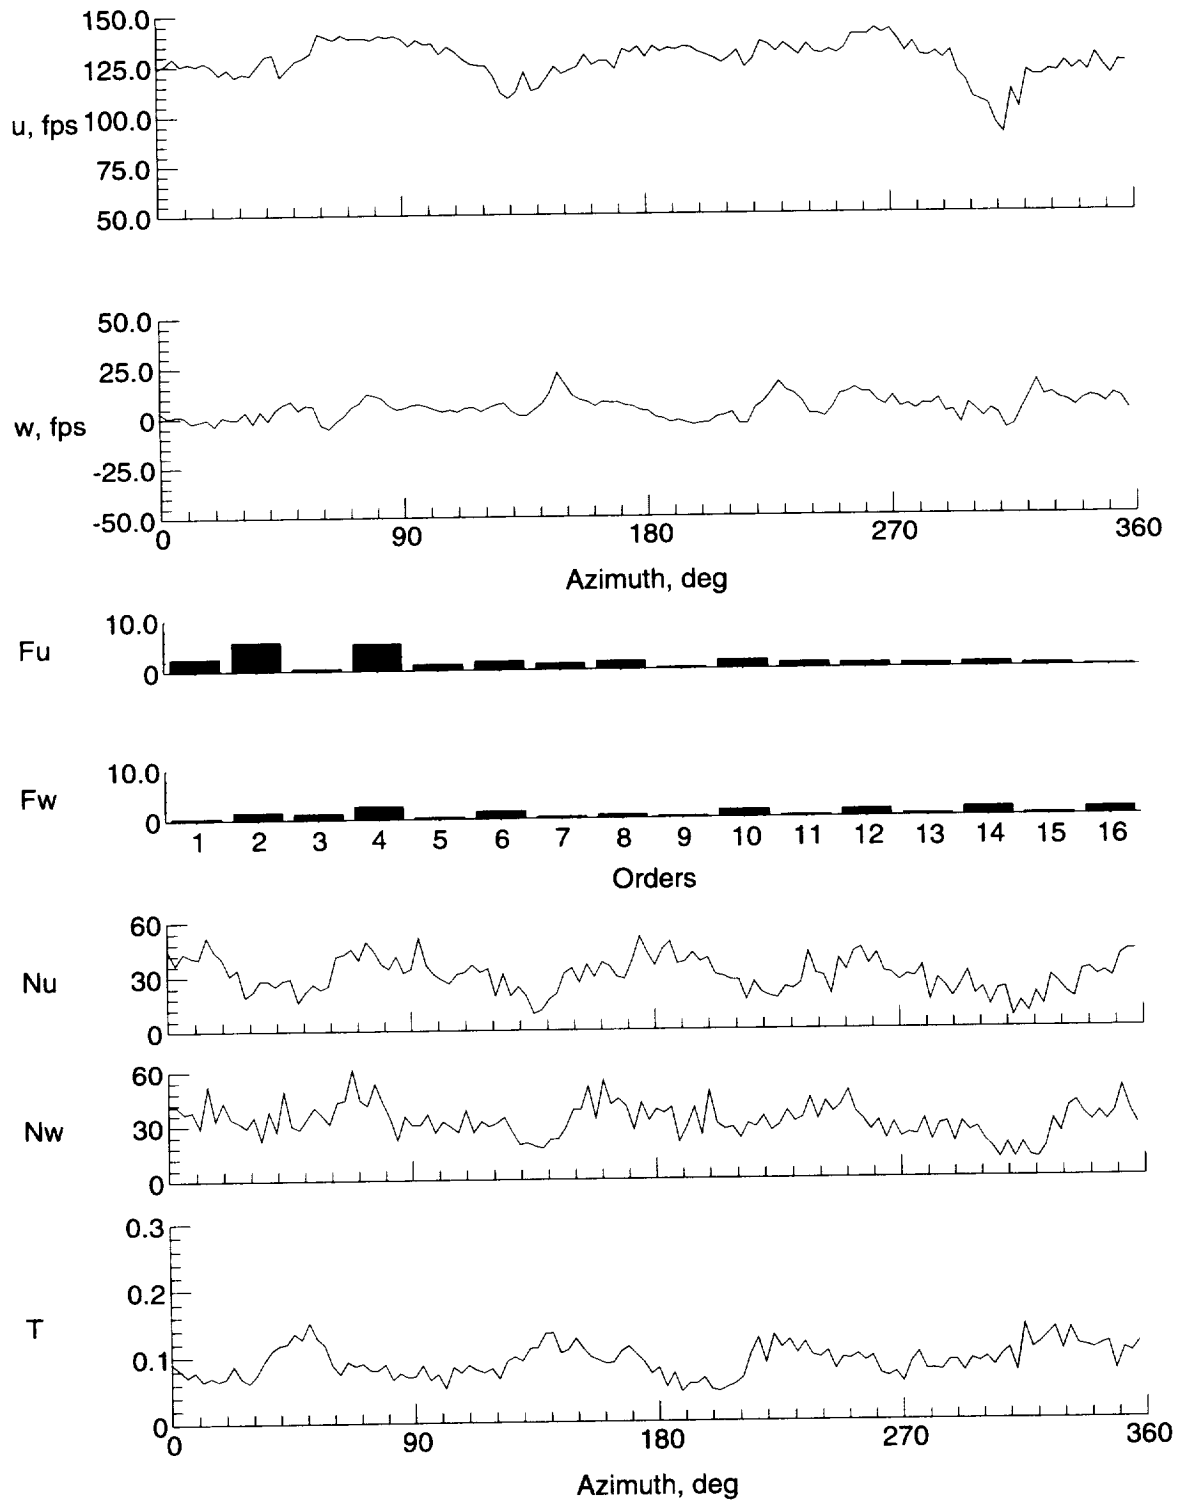 150.0
125.0
u, fps 100.0
75.0
50.0
50.0
25.0
w, fps 0
-25.0
-50.0
0 90 180 270 360
Azimuth, deg
Fu 10.0
0
Fw 10.0
0
1 2 3 4 5 6 7 8 9 10 11 12 13 14 15 16
Orders
60
Nu 30
0
60
Nw 30
0
0.3
0.2
T
0.1
0
0 90 180 270 360
Azimuth, deg